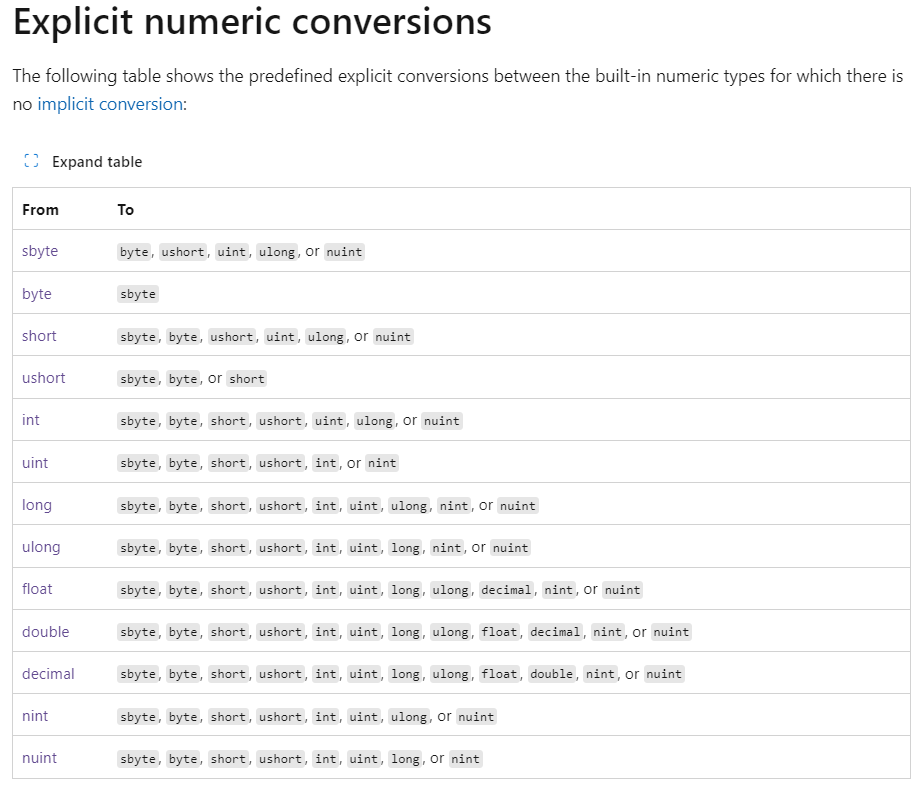 Explicit numeric conversions
The following table shows the predefined explicit conversions between the built-in numeric types for which there is
no implicit conversion:
Expand table
From To
sbyte byte, ushort, uint, ulong, or nuint
byte sbyte
short sbyte, byte, ushort, uint, ulong, or nuint
ushort sbyte, byte, or short
int sbyte, byte, short, ushort, uint, ulong, or nuint
uint sbyte, byte, short, ushort, int, or nint
long sbyte, byte, short, ushort, int, uint, ulong, nint, or nuint
ulong sbyte, byte, short, ushort, int, uint, long, nint, or nuint
float sbyte, byte, short, ushort, int, uint, long, ulong, decimal, nint, or nuint
double sbyte, byte, short, ushort, int, uint, long, ulong, float, decimal, nint, or nuint
decimal sbyte, byte, short, ushort, int, uint, long, ulong, float, double, nint, or nuint
nint sbyte, byte, short, ushort, int, uint, ulong, or nuint
nuint sbyte, byte, short, ushort, int, uint, long, or nint